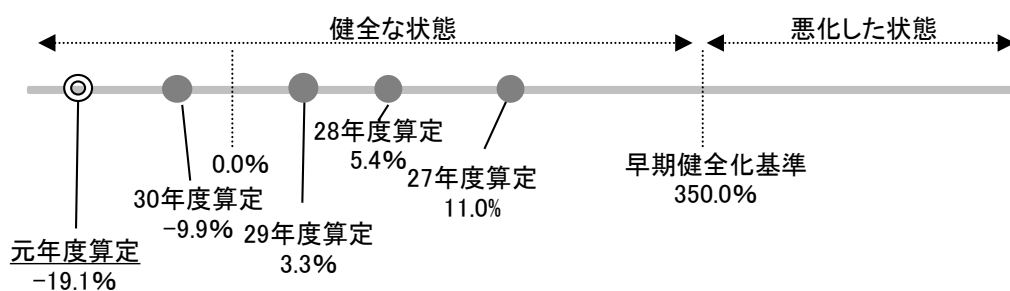 健全な状態
悪化した状態
28年度算定
5.4%
0.0%
27年度算定
11.0%
早期健全化基準
350.0%
30年度算定
-9.9%
29年度算定
3.3%
元年度算定
-19.1%